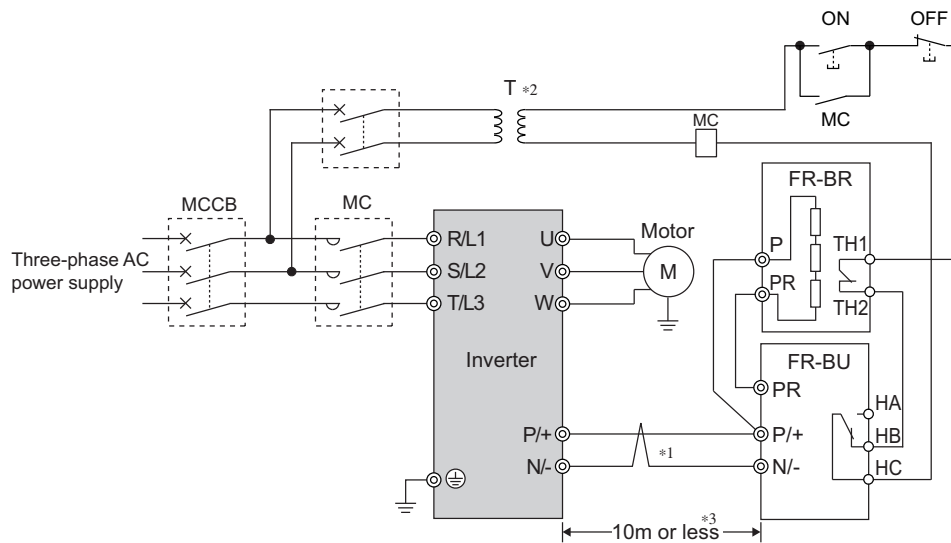 ON
OFF
T *2
MC
MC
FR-BR
MCCB
MC
Three-phase AC
power supply
R/L1
S/L2
T/L3
U
V
W
Motor
M
P
PR
TH1
TH2
Inverter
FR-BU
PR
P/+
N/-
P/+
N/-
HA
HB
HC
*1
10m or less *3